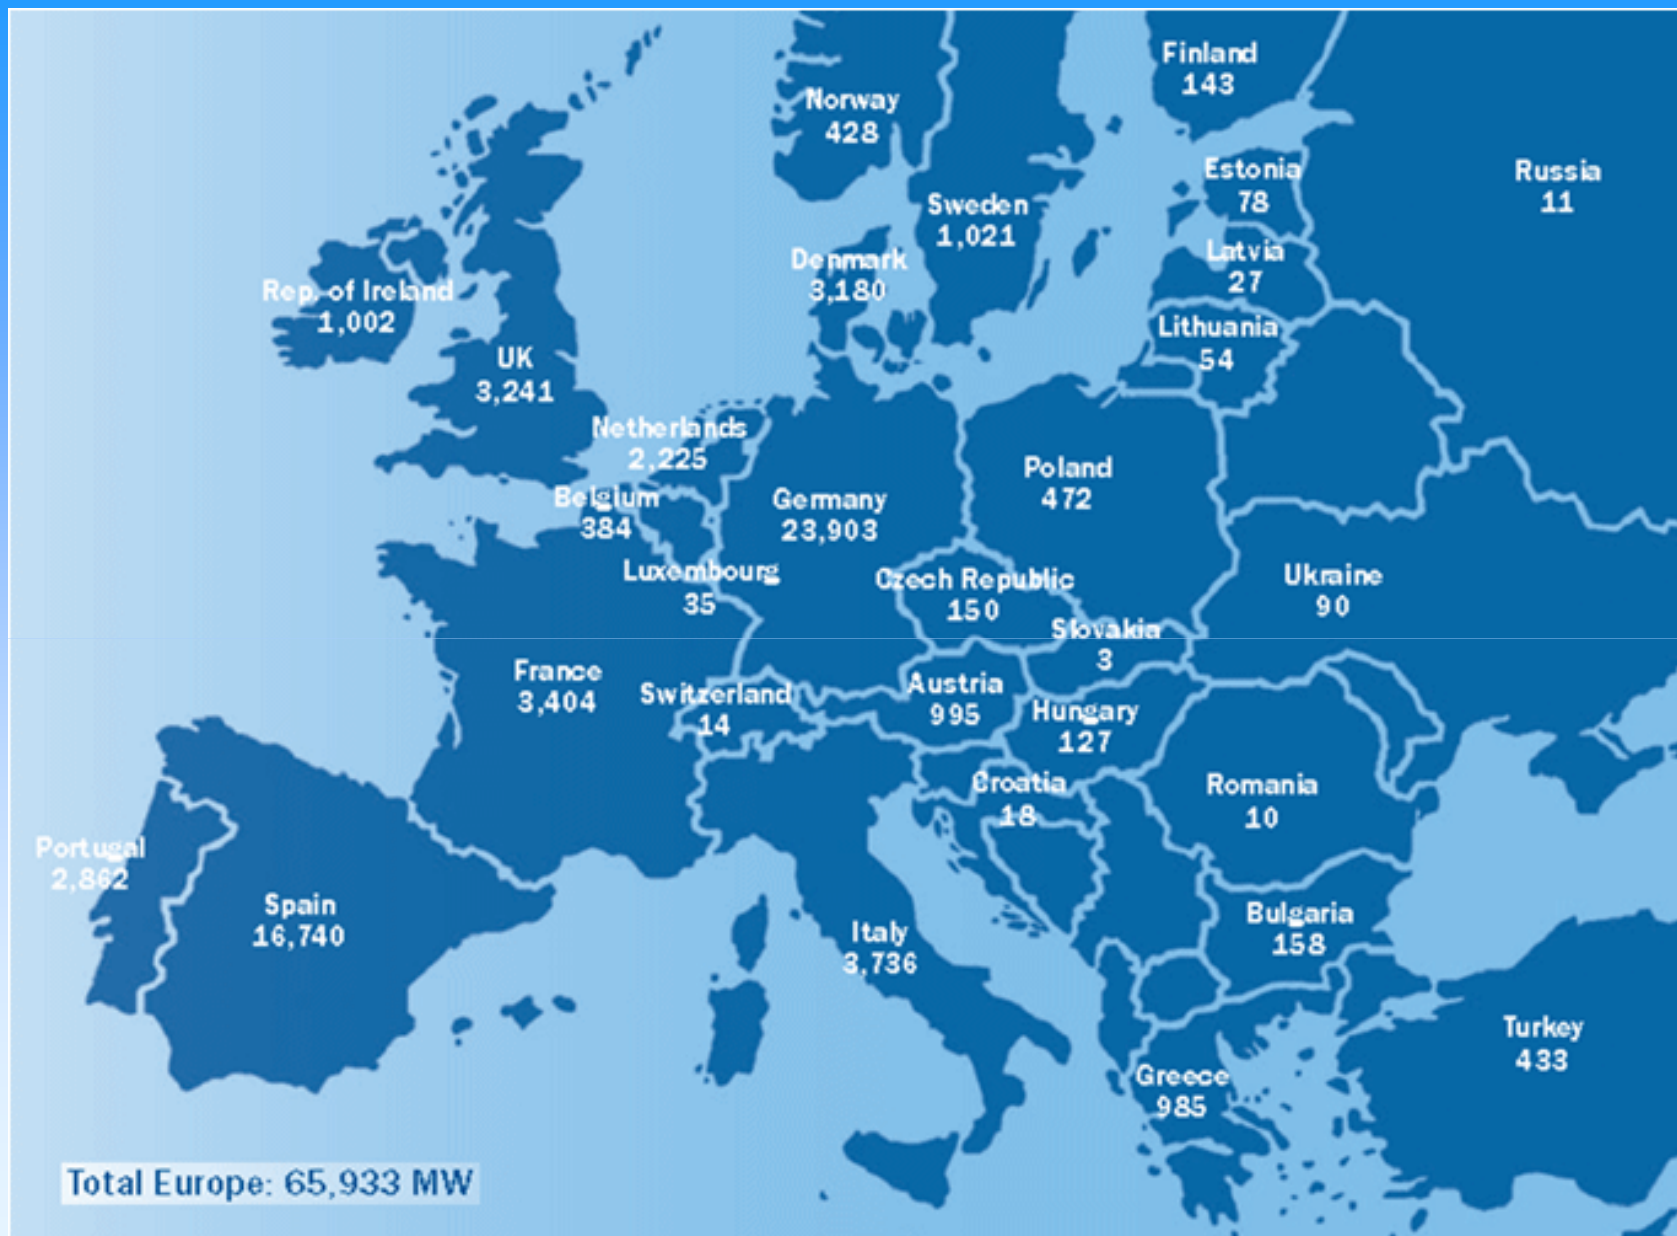 Finland
143
Norway
428
Estonia
78
Russia
11
Sweden
1,021
Latvia
27
Denmark
3,180
Rep. of Ireland
1,002
Lithuania
54
UK
3,241
Netherlands
2,225
Poland
472
Belgium
384
Germany
23,903
Luxembourg
35
Czech Republic
150
Ukraine
90
Slovakia
3
France
3,404
Switzerland
14
Austria
995
Hungary
127
Croatia
18
Romania
10
Portugal
2,862
Spain
16,740
Italy
3,736
Bulgaria
158
Turkey
433
Greece
985
Total Europe: 65,933 MW